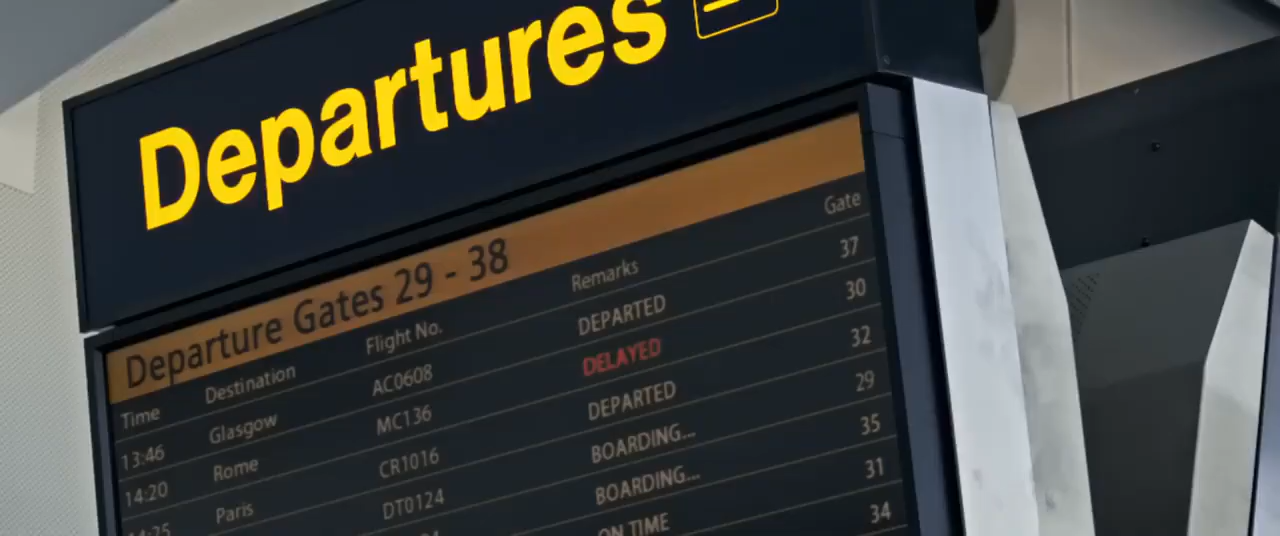 Departures
Departure Gates 29 - 38
Time Destination Flight No. Remarks Gate
13:46 Glasgow AC0608 DEPARTED 37
14:20 Rome MC136 DELAYED 30
Paris CR1016 DEPARTED 32
DT0124 BOARDING... 29
BOARDING... 35
ON TIME 31
34